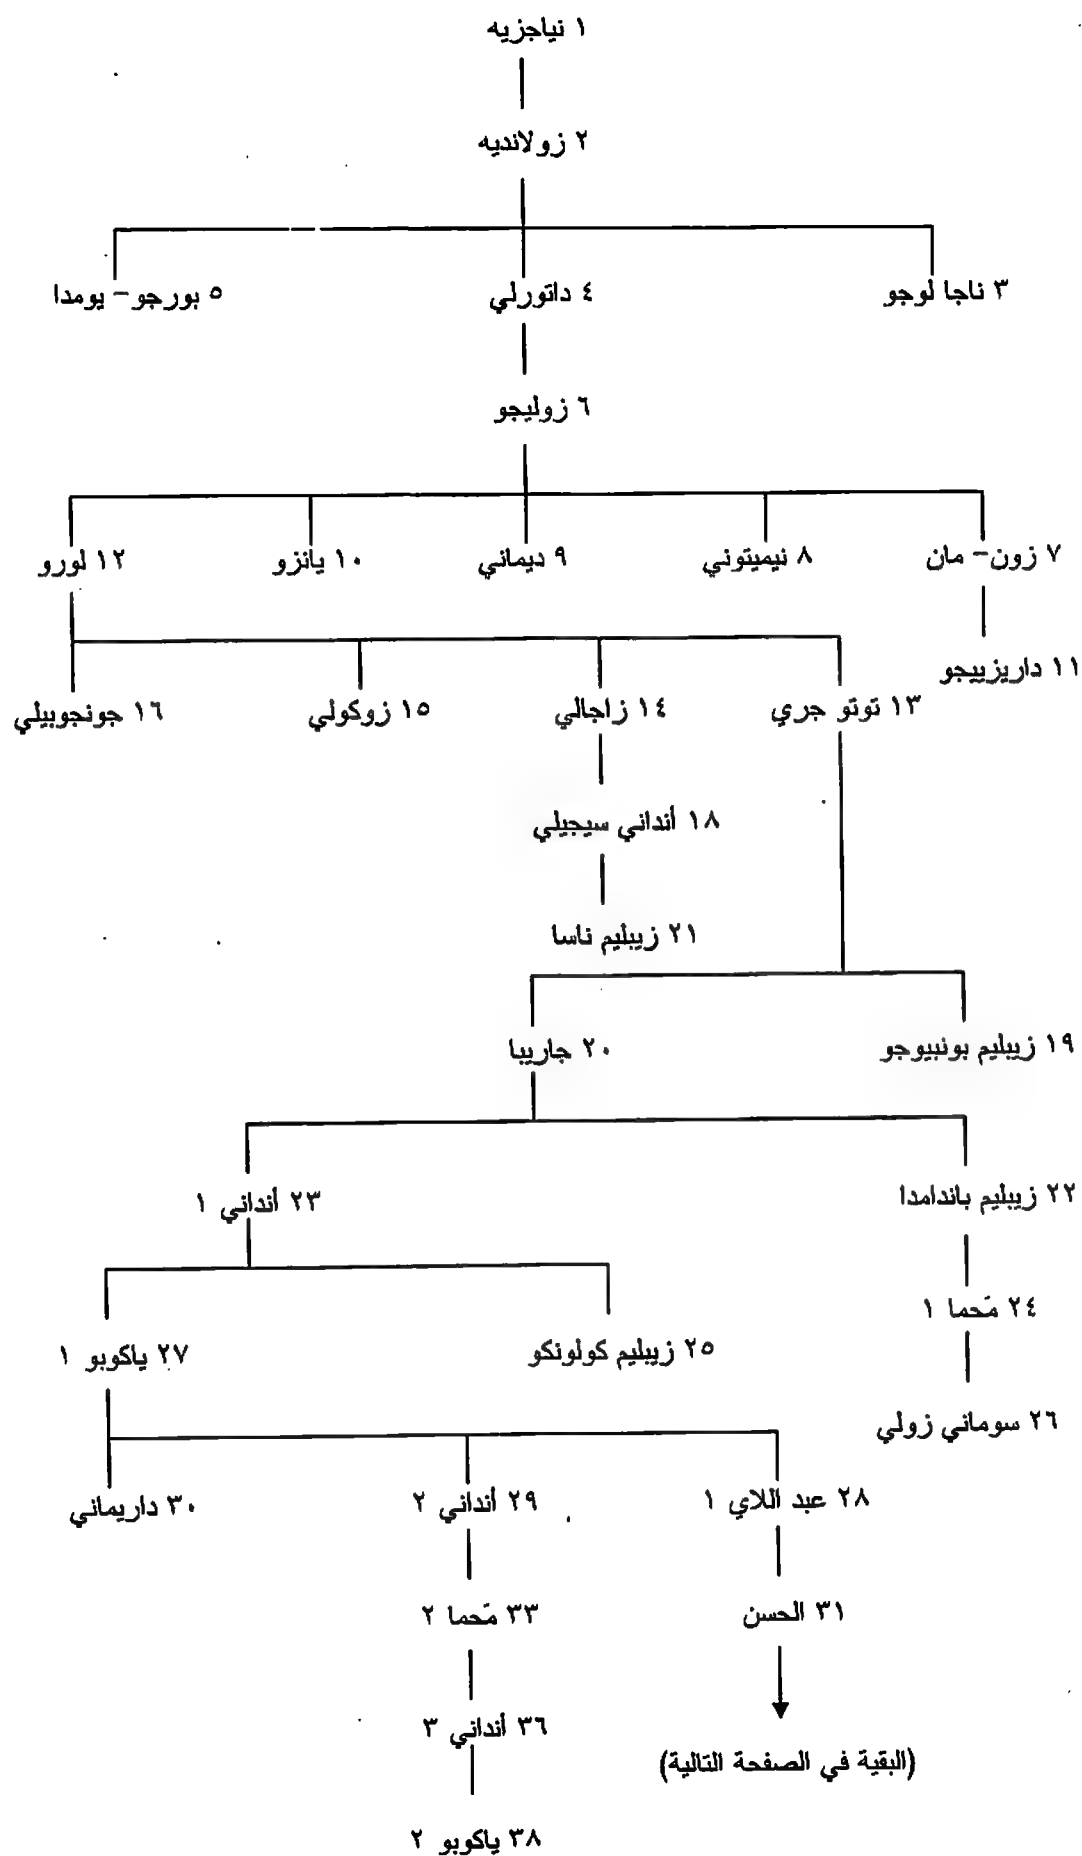 ١ نياجزيه
٢ زولانديه
٣ ناجا لوجو
٤ داتورلي
٥ بورجو- يومدا
٦ زوليجو
٧ زون- مان
٨ نيميتوني
٩ ديماني
١٠ يانزو
١٢ لورو
١١ داريزييجو
١٣ توتو جري
١٤ زاجالي
١٥ زوكولي
١٦ جونجوبيلي
١٨ أنداني سيجيلي
٢١ زيبليم ناسا
١٩ زيبليم بونبيوجو
٢٠ جاريبا
٢٢ زيبليم باندامدا
٢٣ أنداني ١
٢٤ مّحما ١
٢٥ زيبليم كولونكو
٢٧ ياكوبو ١
٢٦ سوماني زولي
٢٨ عبد اللاي ١
٢٩ أنداني ٢
٣٠ داريماني
٣١ الحسن
٣٣ مّحما ٢
٣٦ أنداني ٣
(البقية في الصفحة التالية)
٣٨ ياكوبو ٢